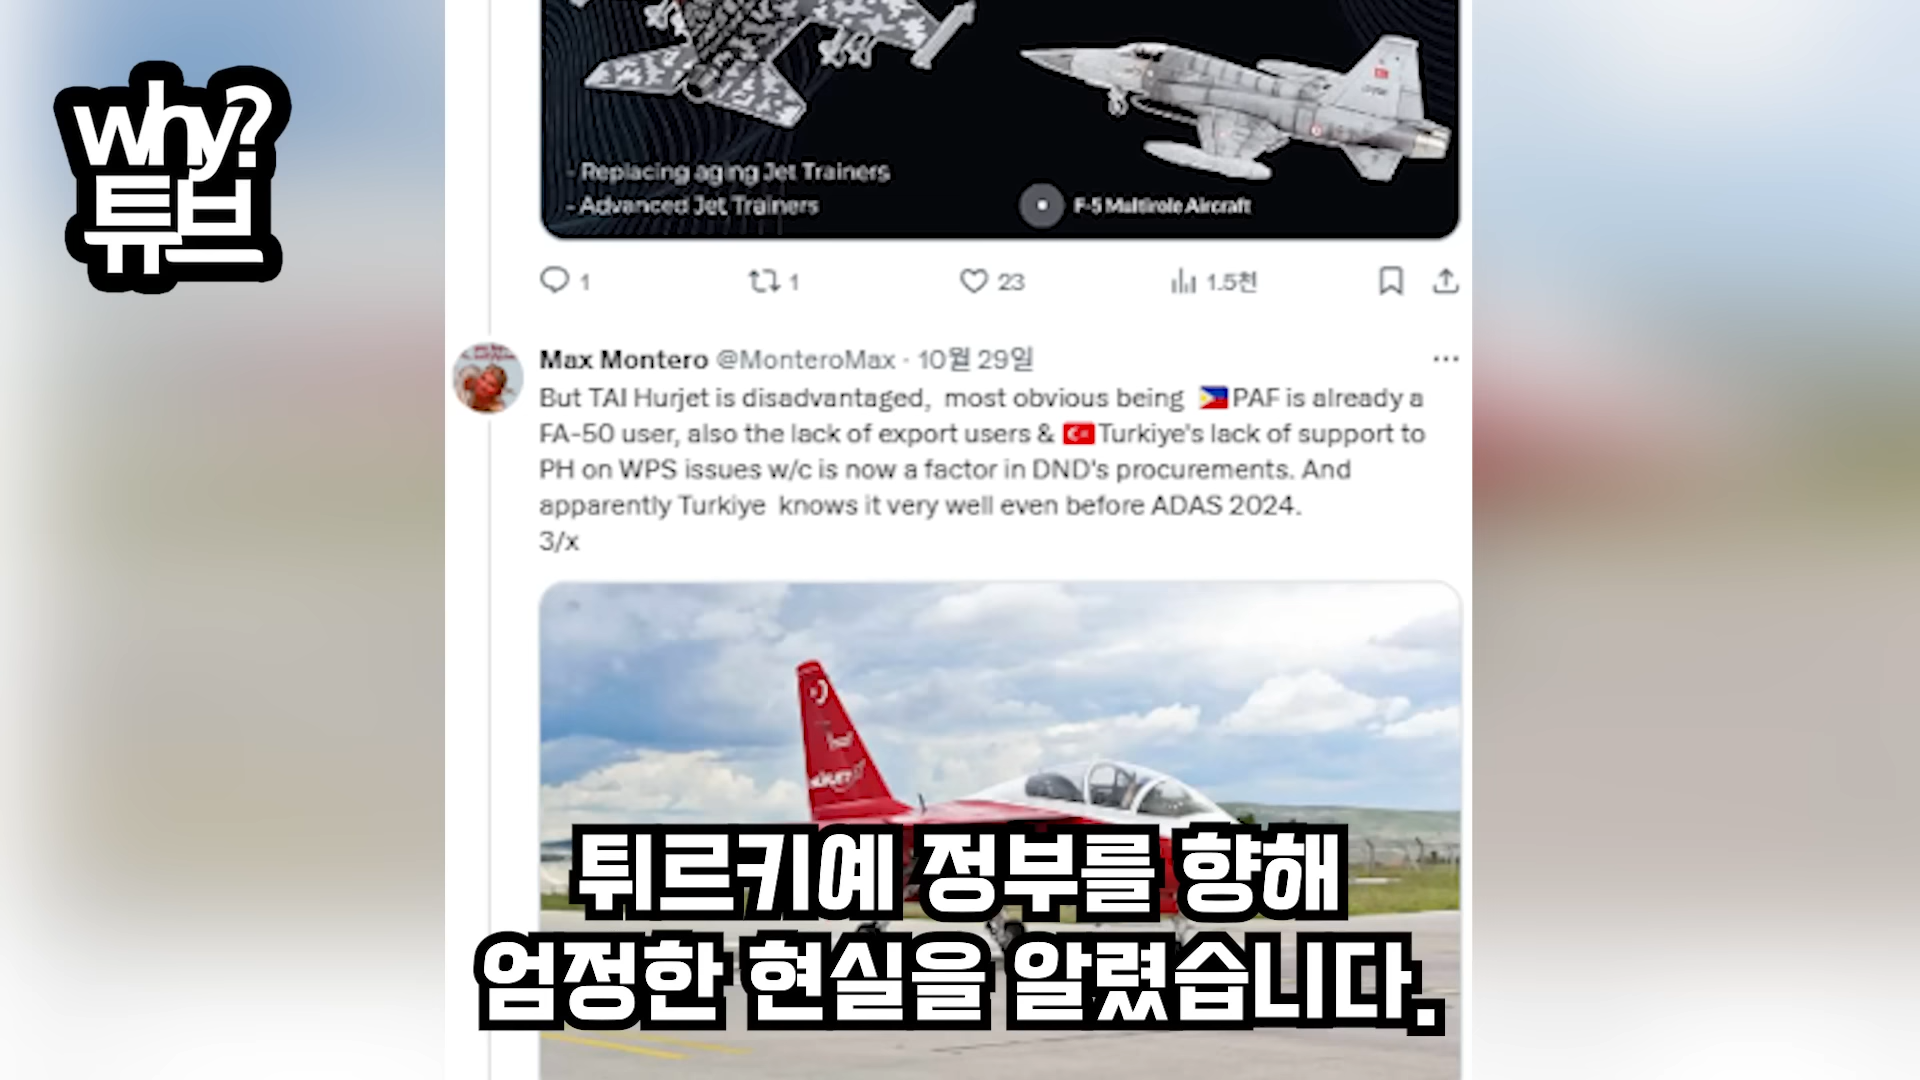 why?
튜브
- Replacing aging Jet Trainers
- Advanced Jet Trainers
F-5 Multirole Aircraft
1 1 23 1.5천
Max Montero @MonteroMax · 10월 29일
But TAI Hurjet is disadvantaged, most obvious being 🇵🇭PAF is already a
FA-50 user, also the lack of export users & 🇹🇷Turkiye's lack of support to
PH on WPS issues w/c is now a factor in DND's procurements. And
apparently Turkiye knows it very well even before ADAS 2024.
3/x
HÜRJET
튀르키예 정부를 향해
엄정한 현실을 알렸습니다.